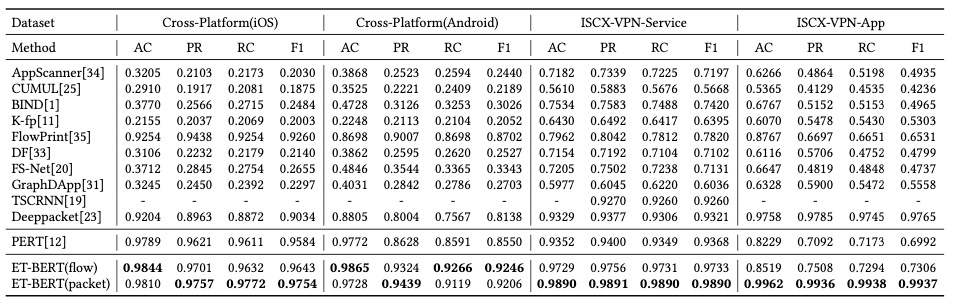 Dataset Cross-Platform(iOS) Cross-Platform(Android) ISCX-VPN-Service ISCX-VPN-App
Method AC PR RC F1 AC PR RC F1 AC PR RC F1 AC PR RC F1
AppScanner[34] 0.3205 0.2103 0.2173 0.2030 0.3868 0.2523 0.2594 0.2440 0.7182 0.7339 0.7225 0.7197 0.6266 0.4864 0.5198 0.4935
CUMUL[25] 0.2910 0.1917 0.2081 0.1875 0.3525 0.2221 0.2409 0.2189 0.5610 0.5883 0.5676 0.5668 0.5365 0.4129 0.4535 0.4236
BIND[1] 0.3770 0.2566 0.2715 0.2484 0.4728 0.3126 0.3253 0.3026 0.7534 0.7583 0.7488 0.7420 0.6767 0.5152 0.5153 0.4965
K-fp[11] 0.2155 0.2037 0.2069 0.2003 0.2248 0.2113 0.2104 0.2052 0.6430 0.6492 0.6417 0.6395 0.6070 0.5478 0.5430 0.5303
FlowPrint[35] 0.9254 0.9438 0.9254 0.9260 0.8698 0.9007 0.8698 0.8702 0.7962 0.8042 0.7812 0.7820 0.8767 0.6697 0.6651 0.6531
DF[33] 0.3106 0.2232 0.2179 0.2140 0.3862 0.2595 0.2620 0.2527 0.7154 0.7192 0.7104 0.7102 0.6116 0.5706 0.4752 0.4799
FS-Net[20] 0.3712 0.2845 0.2754 0.2655 0.4846 0.3544 0.3365 0.3343 0.7205 0.7502 0.7238 0.7131 0.6647 0.4819 0.4848 0.4737
GraphDApp[31] 0.3245 0.2450 0.2392 0.2297 0.4031 0.2842 0.2786 0.2703 0.5977 0.6045 0.6220 0.6036 0.6328 0.5900 0.5472 0.5558
TSCRNN[19] - - - - - - - - - 0.9270 0.9260 0.9260 - - - -
Deeppacket[23] 0.9204 0.8963 0.8872 0.9034 0.8805 0.8004 0.7567 0.8138 0.9329 0.9377 0.9306 0.9321 0.9758 0.9785 0.9745 0.9765
PERT[12] 0.9789 0.9621 0.9611 0.9584 0.9772 0.8628 0.8591 0.8550 0.9352 0.9400 0.9349 0.9368 0.8229 0.7092 0.7173 0.6992
ET-BERT(flow) 0.9844 0.9701 0.9632 0.9643 0.9865 0.9324 0.9266 0.9246 0.9729 0.9756 0.9731 0.9733 0.8519 0.7508 0.7294 0.7306
ET-BERT(packet) 0.9810 0.9757 0.9772 0.9754 0.9728 0.9439 0.9119 0.9206 0.9890 0.9891 0.9890 0.9890 0.9962 0.9936 0.9938 0.9937